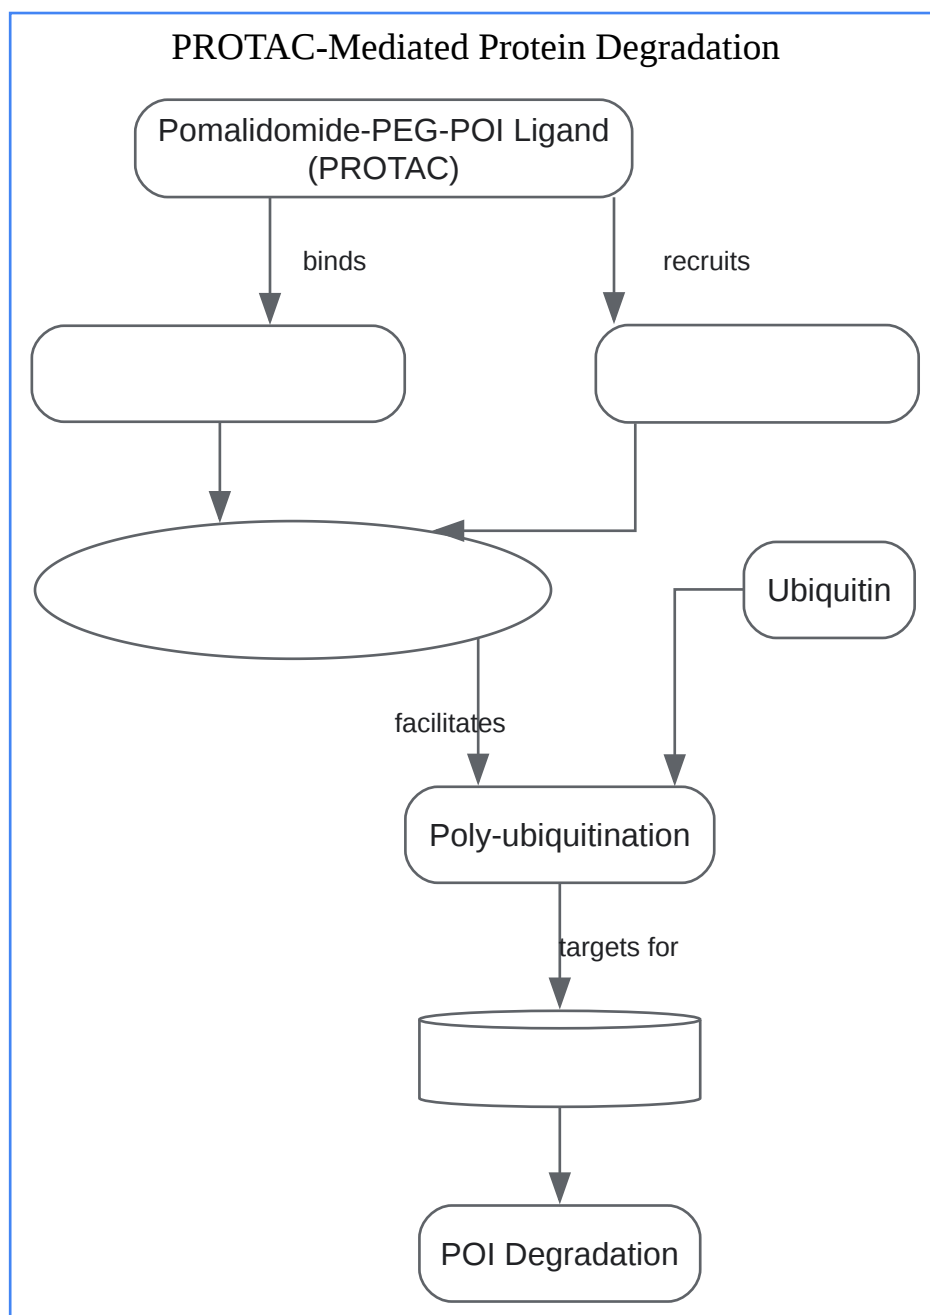 PROTAC-Mediated Protein Degradation
Pomalidomide-PEG-POI Ligand
(PROTAC)
binds
recruits
Ubiquitin
facilitates
Poly-ubiquitination
targets for
POI Degradation